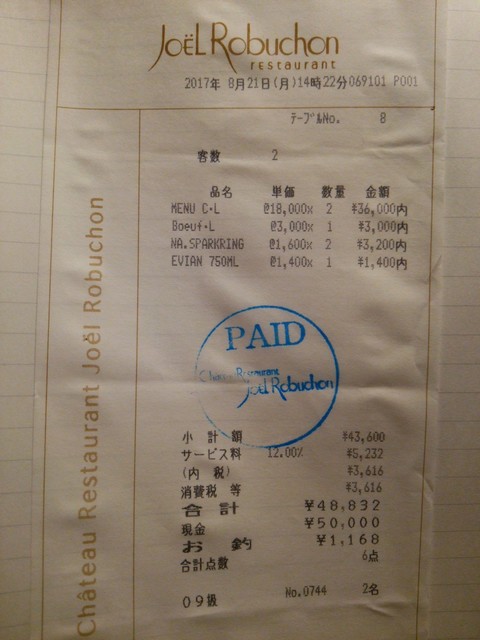 Joël Robuchon
restaurant
2017年 8月21日(月)14時22分069101 P001
テーブルNo. 8
客数 2
品名 単価 数量 金額
MENU C・L @18,000x 2 ¥36,000内
Boeuf・L @3,000x 1 ¥3,000内
NA.SPARKRING @1,600x 2 ¥3,200内
EVIAN 750ML @1,400x 1 ¥1,400内
PAID
Restaurant
Joël Robuchon
小計額 ¥43,600
サービス料 12.00% ¥5,232
(内 税) ¥3,616
消費税 等 ¥3,616
合計 ¥48,832
現金 ¥50,000
お釣 ¥1,168
合計点数 6点
09扱 No.0744 2名
Château Restaurant Joël Robuchon